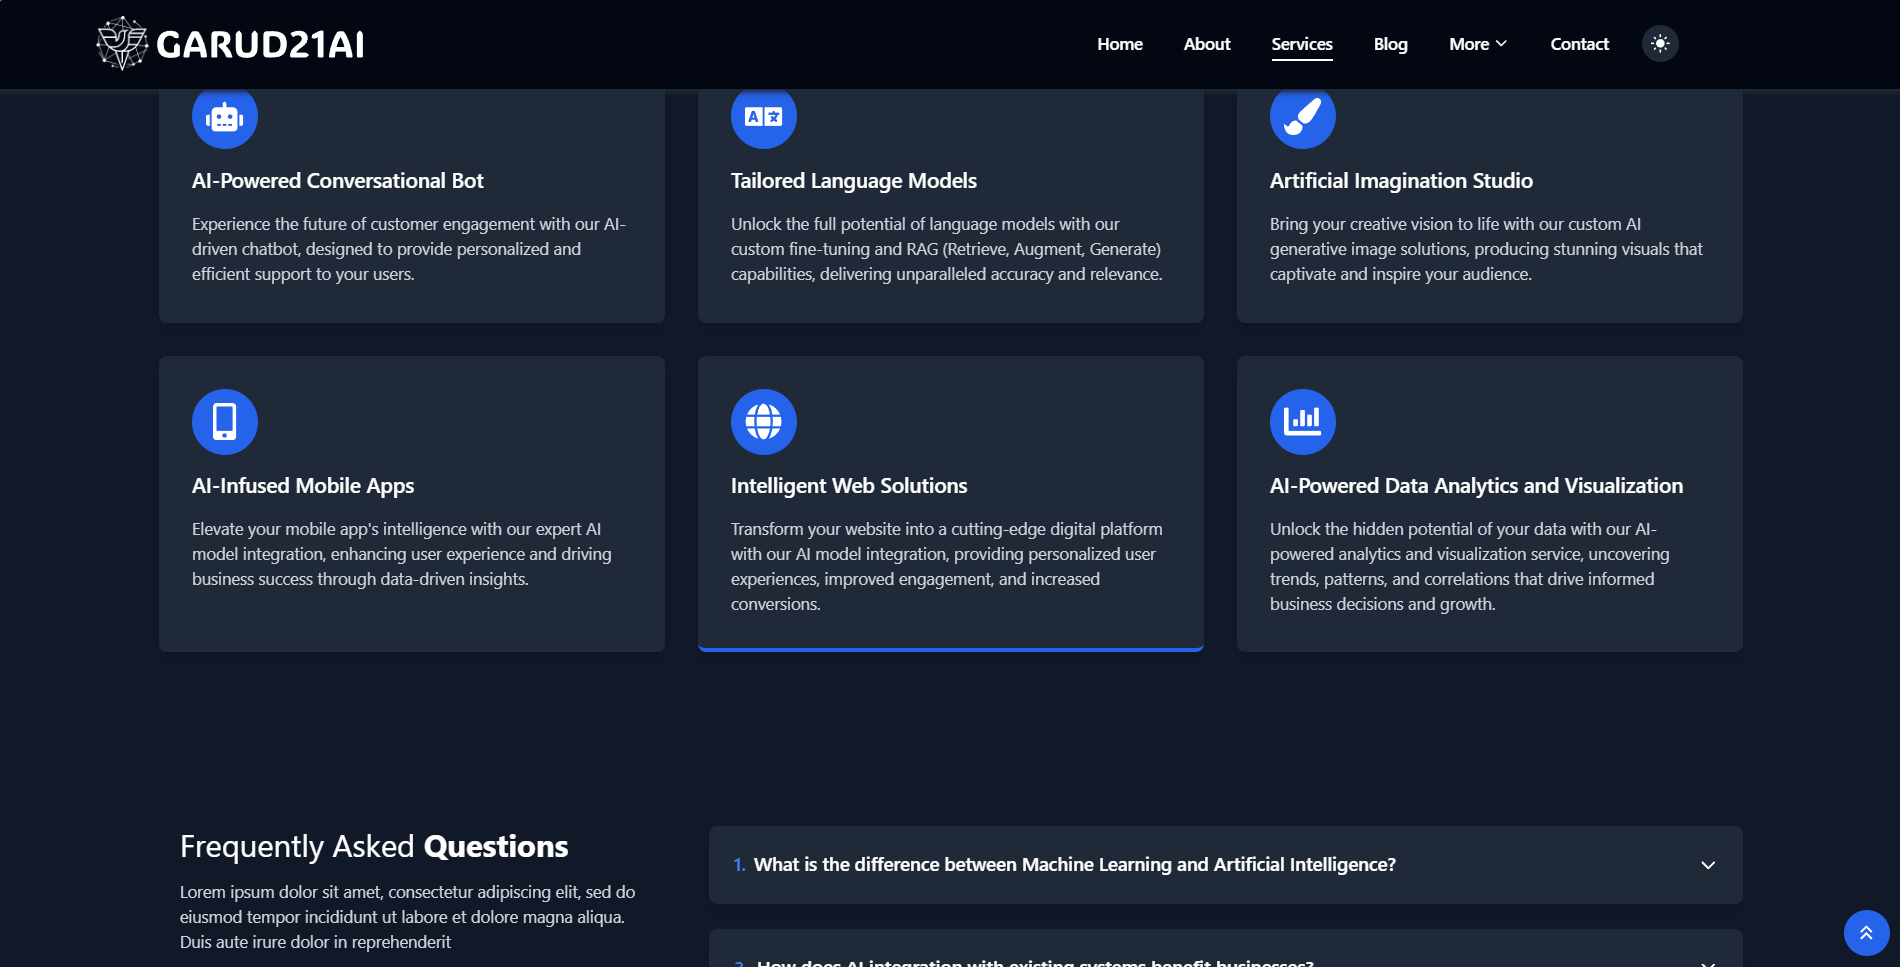 GARUD21AI
Home About Services Blog More Contact
AI-Powered Conversational Bot
Experience the future of customer engagement with our AI-
driven chatbot, designed to provide personalized and
efficient support to your users.
Tailored Language Models
Unlock the full potential of language models with our
custom fine-tuning and RAG (Retrieve, Augment, Generate)
capabilities, delivering unparalleled accuracy and relevance.
Artificial Imagination Studio
Bring your creative vision to life with our custom AI
generative image solutions, producing stunning visuals that
captivate and inspire your audience.
AI-Infused Mobile Apps
Elevate your mobile app's intelligence with our expert AI
model integration, enhancing user experience and driving
business success through data-driven insights.
Intelligent Web Solutions
Transform your website into a cutting-edge digital platform
with our AI model integration, providing personalized user
experiences, improved engagement, and increased
conversions.
AI-Powered Data Analytics and Visualization
Unlock the hidden potential of your data with our AI-
powered analytics and visualization service, uncovering
trends, patterns, and correlations that drive informed
business decisions and growth.
Frequently Asked Questions
Lorem ipsum dolor sit amet, consectetur adipiscing elit, sed do
eiusmod tempor incididunt ut labore et dolore magna aliqua.
Duis aute irure dolor in reprehenderit
1. What is the difference between Machine Learning and Artificial Intelligence?
2. How does AI integration with existing systems benefit businesses?